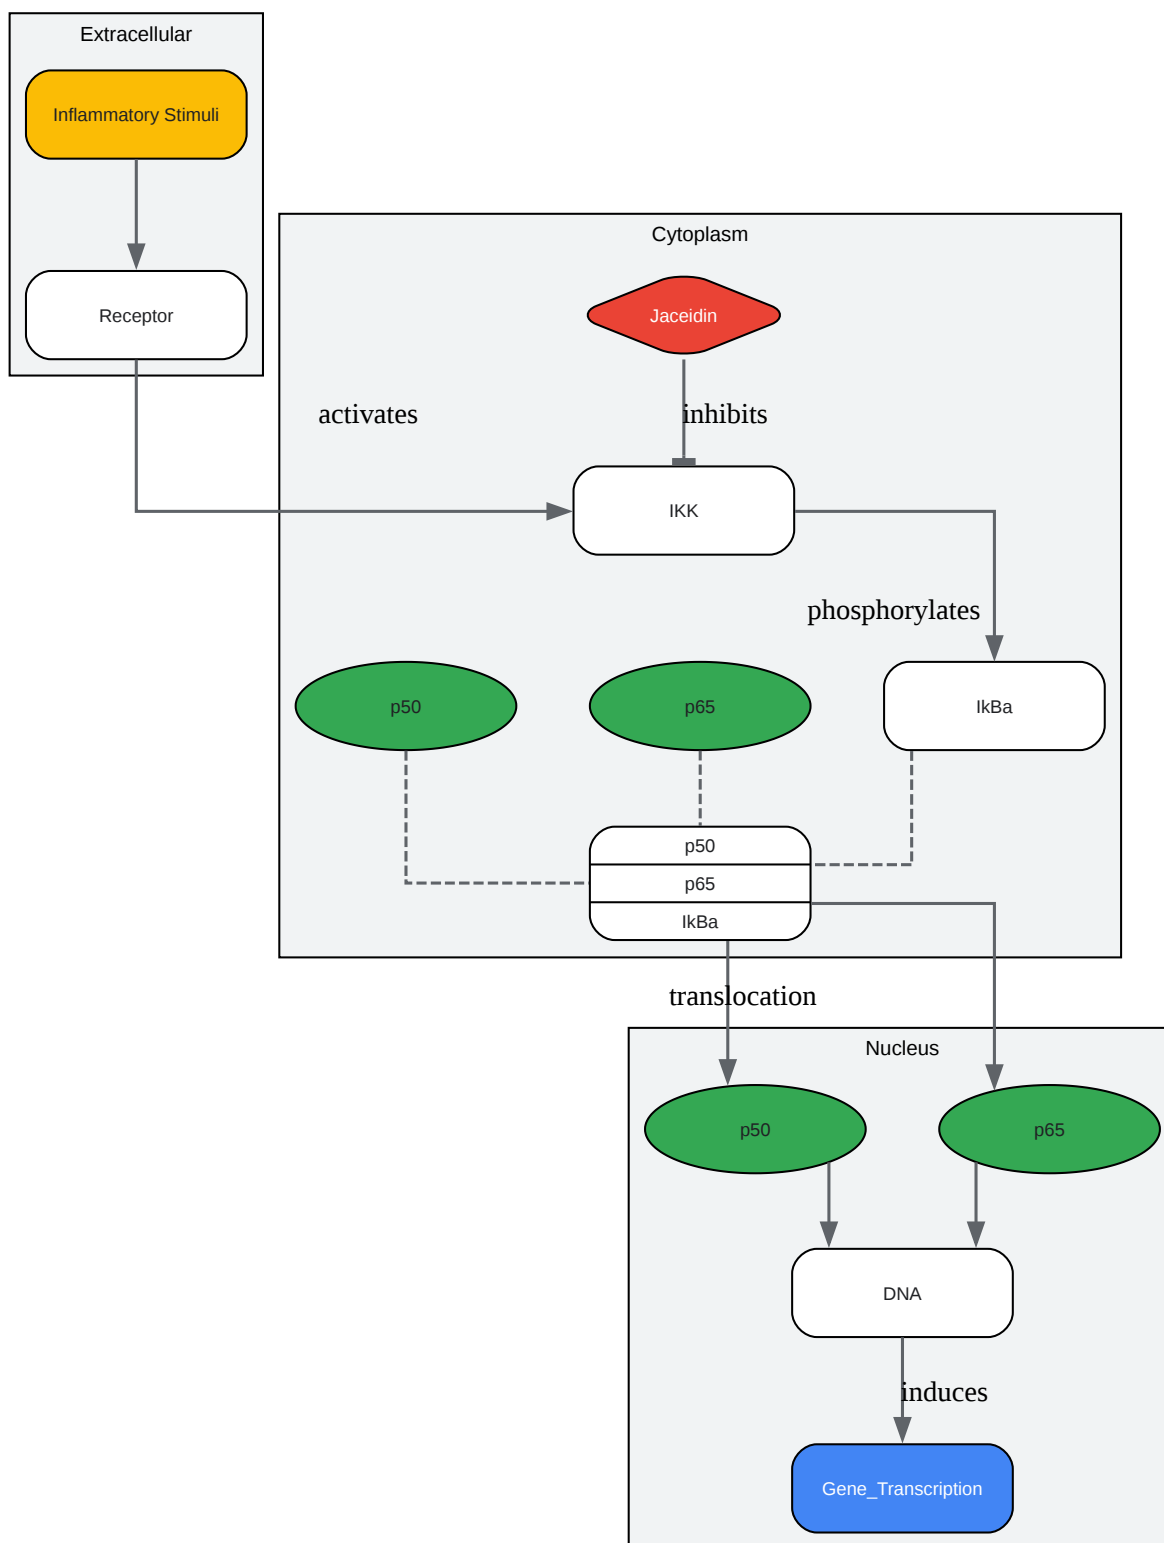 Extracellular
Inflammatory Stimuli
Receptor
Cytoplasm
Jaceidin
activates
inhibits
IKK
phosphorylates
p50
p65
IkBa
p50
p65
IkBa
translocation
Nucleus
p50
p65
DNA
induces
Gene_Transcription